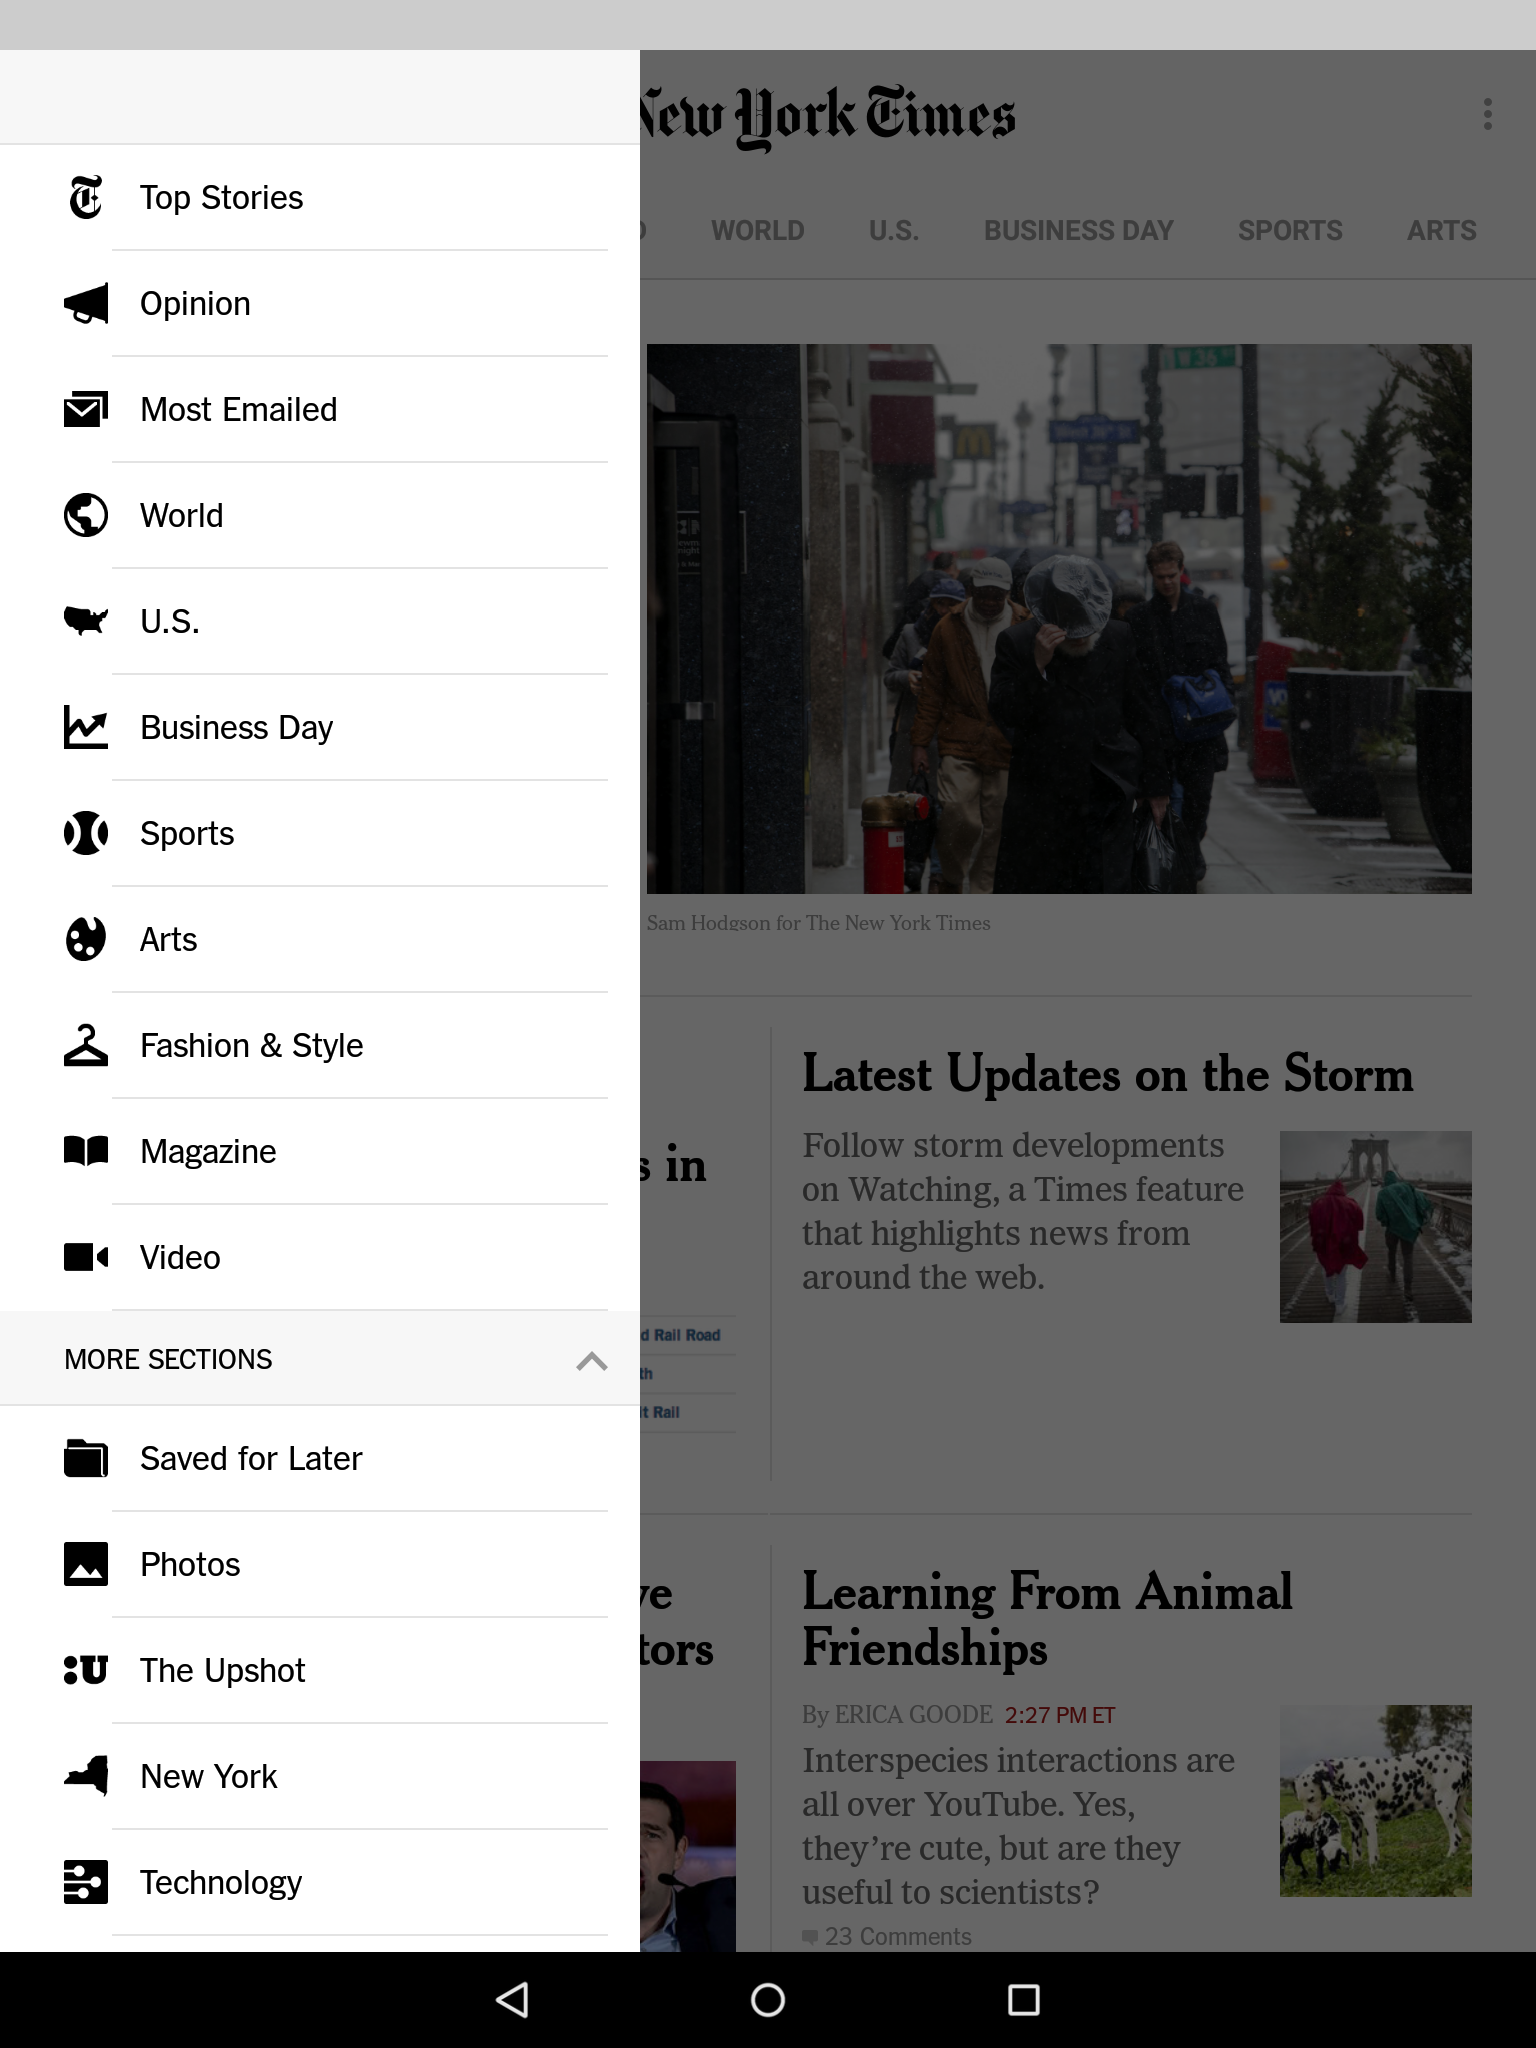 New York Times
WORLD U.S. BUSINESS DAY SPORTS ARTS
Top Stories
Opinion
Most Emailed
World
U.S.
Business Day
Sports
Arts
Fashion & Style
Magazine
Video
MORE SECTIONS
Saved for Later
Photos
The Upshot
New York
Technology
W 36 ST
Sam Hodgson for The New York Times
s in
d Rail Road
th
it Rail
Latest Updates on the Storm
Follow storm developments
on Watching, a Times feature
that highlights news from
around the web.
ve
tors
Learning From Animal
Friendships
By ERICA GOODE 2:27 PM ET
Interspecies interactions are
all over YouTube. Yes,
they're cute, but are they
useful to scientists?
23 Comments